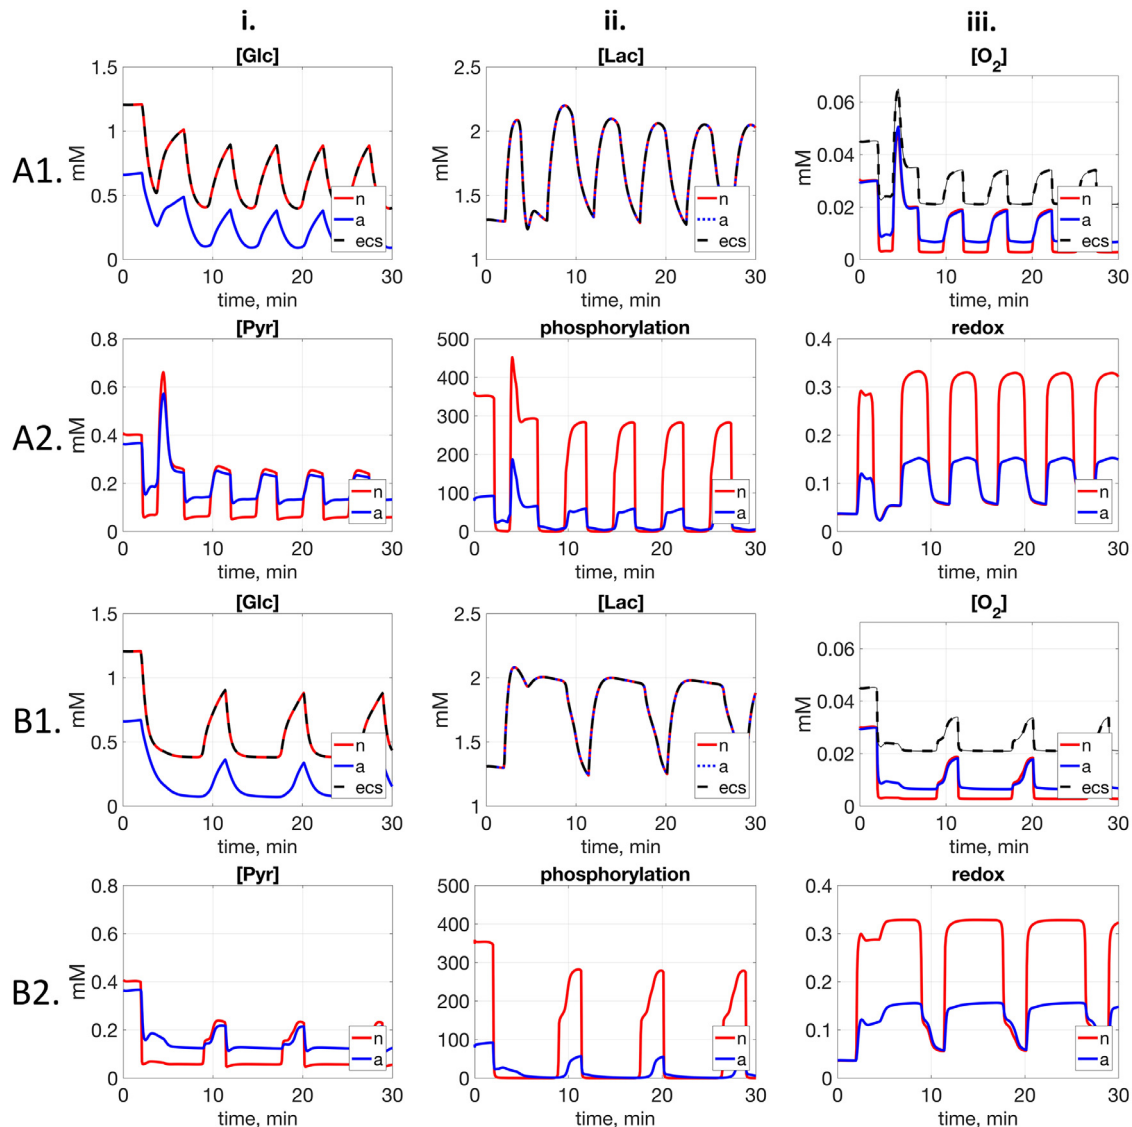 i. ii. iii.
[Glc] [Lac] [O2]
A1.
mM
1.5
1
0.5
0
0 10 20 30
time, min
n
a
ecs
mM
2.5
2
1.5
1
0 10 20 30
time, min
n
a
ecs
mM
0.06
0.04
0.02
0
0 10 20 30
time, min
n
a
ecs
[Pyr] phosphorylation redox
A2.
mM
0.8
0.6
0.4
0.2
0
0 10 20 30
time, min
n
a
500
400
300
200
100
0
0 10 20 30
time, min
n
a
0.4
0.3
0.2
0.1
0
0 10 20 30
time, min
n
a
[Glc] [Lac] [O2]
B1.
mM
1.5
1
0.5
0
0 10 20 30
time, min
n
a
ecs
mM
2.5
2
1.5
1
0 10 20 30
time, min
n
a
ecs
mM
0.06
0.04
0.02
0
0 10 20 30
time, min
n
a
ecs
[Pyr] phosphorylation redox
B2.
mM
0.8
0.6
0.4
0.2
0
0 10 20 30
time, min
n
a
500
400
300
200
100
0
0 10 20 30
time, min
n
a
0.4
0.3
0.2
0.1
0
0 10 20 30
time, min
n
a